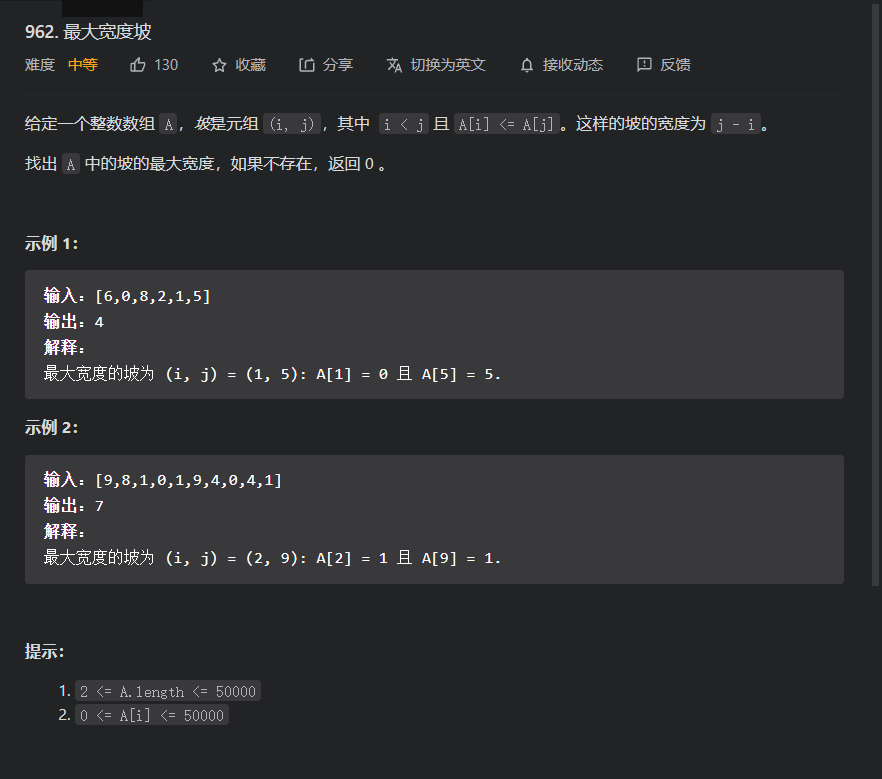 962. 最大宽度坡
难度 中等 130 收藏 分享 切换为英文 接收动态 反馈
给定一个整数数组 A，坡是元组 (i, j)，其中 i < j 且 A[i] <= A[j]。这样的坡的宽度为 j - i。
找出 A 中的坡的最大宽度，如果不存在，返回 0 。
示例 1：
输入：[6,0,8,2,1,5]
输出：4
解释：
最大宽度的坡为 (i, j) = (1, 5): A[1] = 0 且 A[5] = 5.
示例 2：
输入：[9,8,1,0,1,9,4,0,4,1]
输出：7
解释：
最大宽度的坡为 (i, j) = (2, 9): A[2] = 1 且 A[9] = 1.
提示：
1. 2 <= A.length <= 50000
2. 0 <= A[i] <= 50000